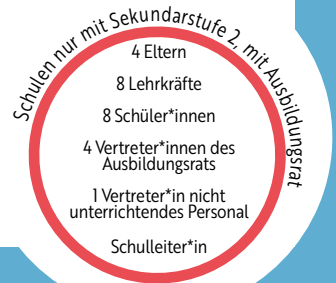 Schulen nur mit Sekundarstufe 2, mit Ausbildungsrat
4 Eltern
8 Lehrkräfte
8 Schüler*innen
4 Vertreter*innen des
Ausbildungsrats
1 Vertreter*in nicht
unterrichtendes Personal
Schulleiter*in